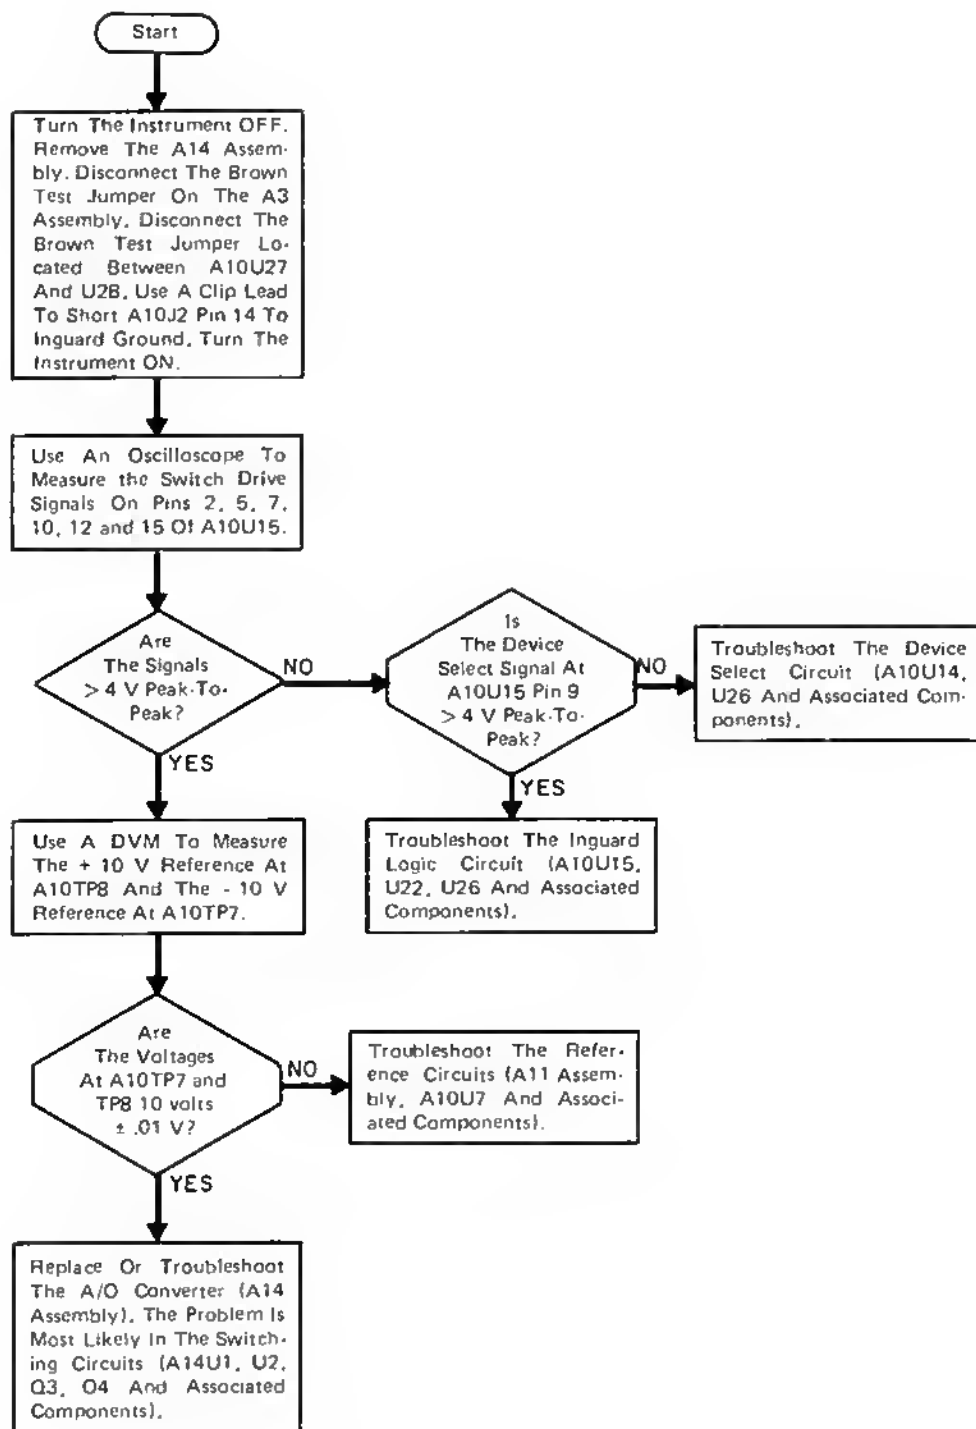 Start
Turn The Instrument OFF.
Remove The A14 Assem-
bly. Disconnect The Brown
Test Jumper On The A3
Assembly. Disconnect The
Brown Test Jumper Lo-
cated Between A10U27
And U28. Use A Clip Lead
To Short A10J2 Pin 14 To
Inguard Ground. Turn The
Instrument ON.
Use An Oscilloscope To
Measure the Switch Drive
Signals On Pins 2, 5, 7,
10, 12 and 15 Of A10U15.
Are
The Signals
> 4 V Peak-To-
Peak?
NO
YES
Is
The Device
Select Signal At
A10U15 Pin 9
> 4 V Peak-To-
Peak?
NO
YES
Troubleshoot The Device
Select Circuit (A10U14,
U26 And Associated Com-
ponents).
Troubleshoot The Inguard
Logic Circuit (A10U15,
U22, U26 And Associated
Components).
Use A DVM To Measure
The + 10 V Reference At
A10TP8 And The - 10 V
Reference At A10TP7.
Are
The Voltages
At A10TP7 and
TP8 10 volts
± .01 V?
NO
YES
Troubleshoot The Refer-
ence Circuits (A11 Assem-
bly, A10U7 And Associ-
ated Components).
Replace Or Troubleshoot
The A/D Converter (A14
Assembly). The Problem Is
Most Likely In The Switch-
ing Circuits (A14U1, U2,
Q3, Q4 And Associated
Components).